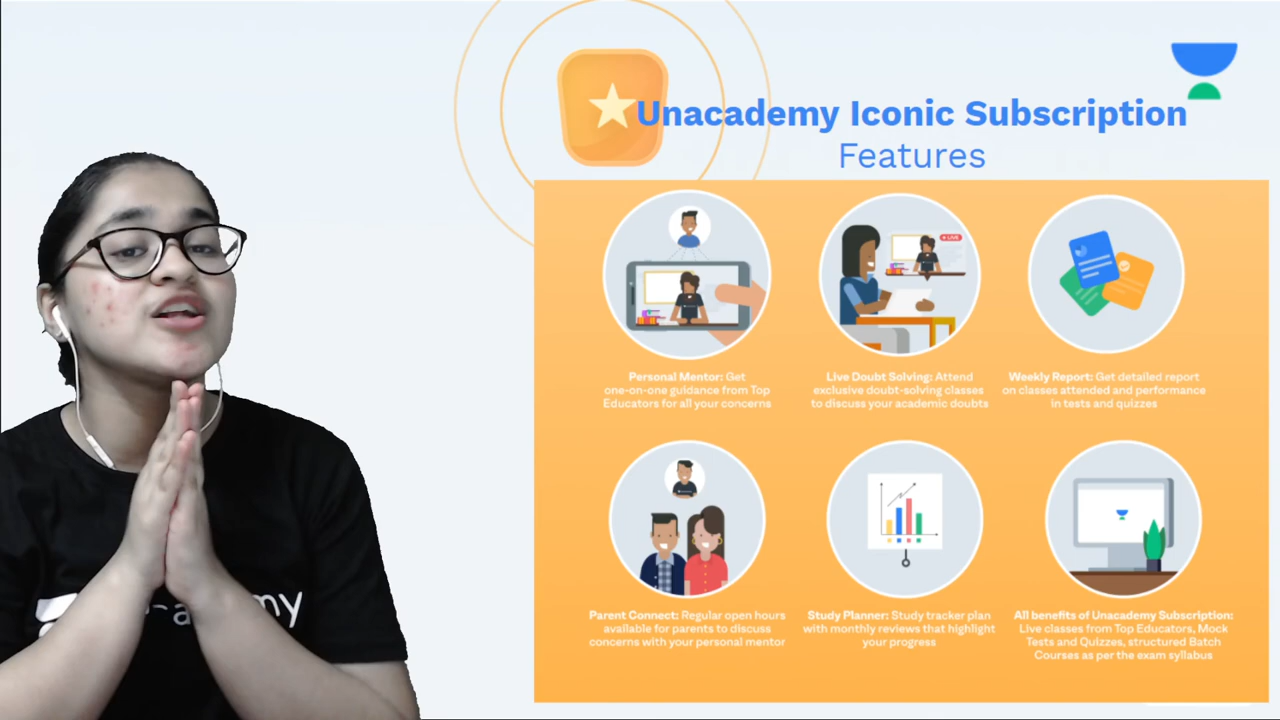 Unacademy Iconic Subscription
Features
LIVE
Personal Mentor: Get
one-on-one guidance from Top
Educators for all your concerns
Live Doubt Solving: Attend
exclusive doubt-solving classes
to discuss your academic doubts
Weekly Report: Get detailed report
on classes attended and performance
in tests and quizzes
Parent Connect: Regular open hours
available for parents to discuss
concerns with your personal mentor
Study Planner: Study tracker plan
with monthly reviews that highlight
your progress
All benefits of Unacademy Subscription:
Live classes from Top Educators, Mock
Tests and Quizzes, structured Batch
Courses as per the exam syllabus